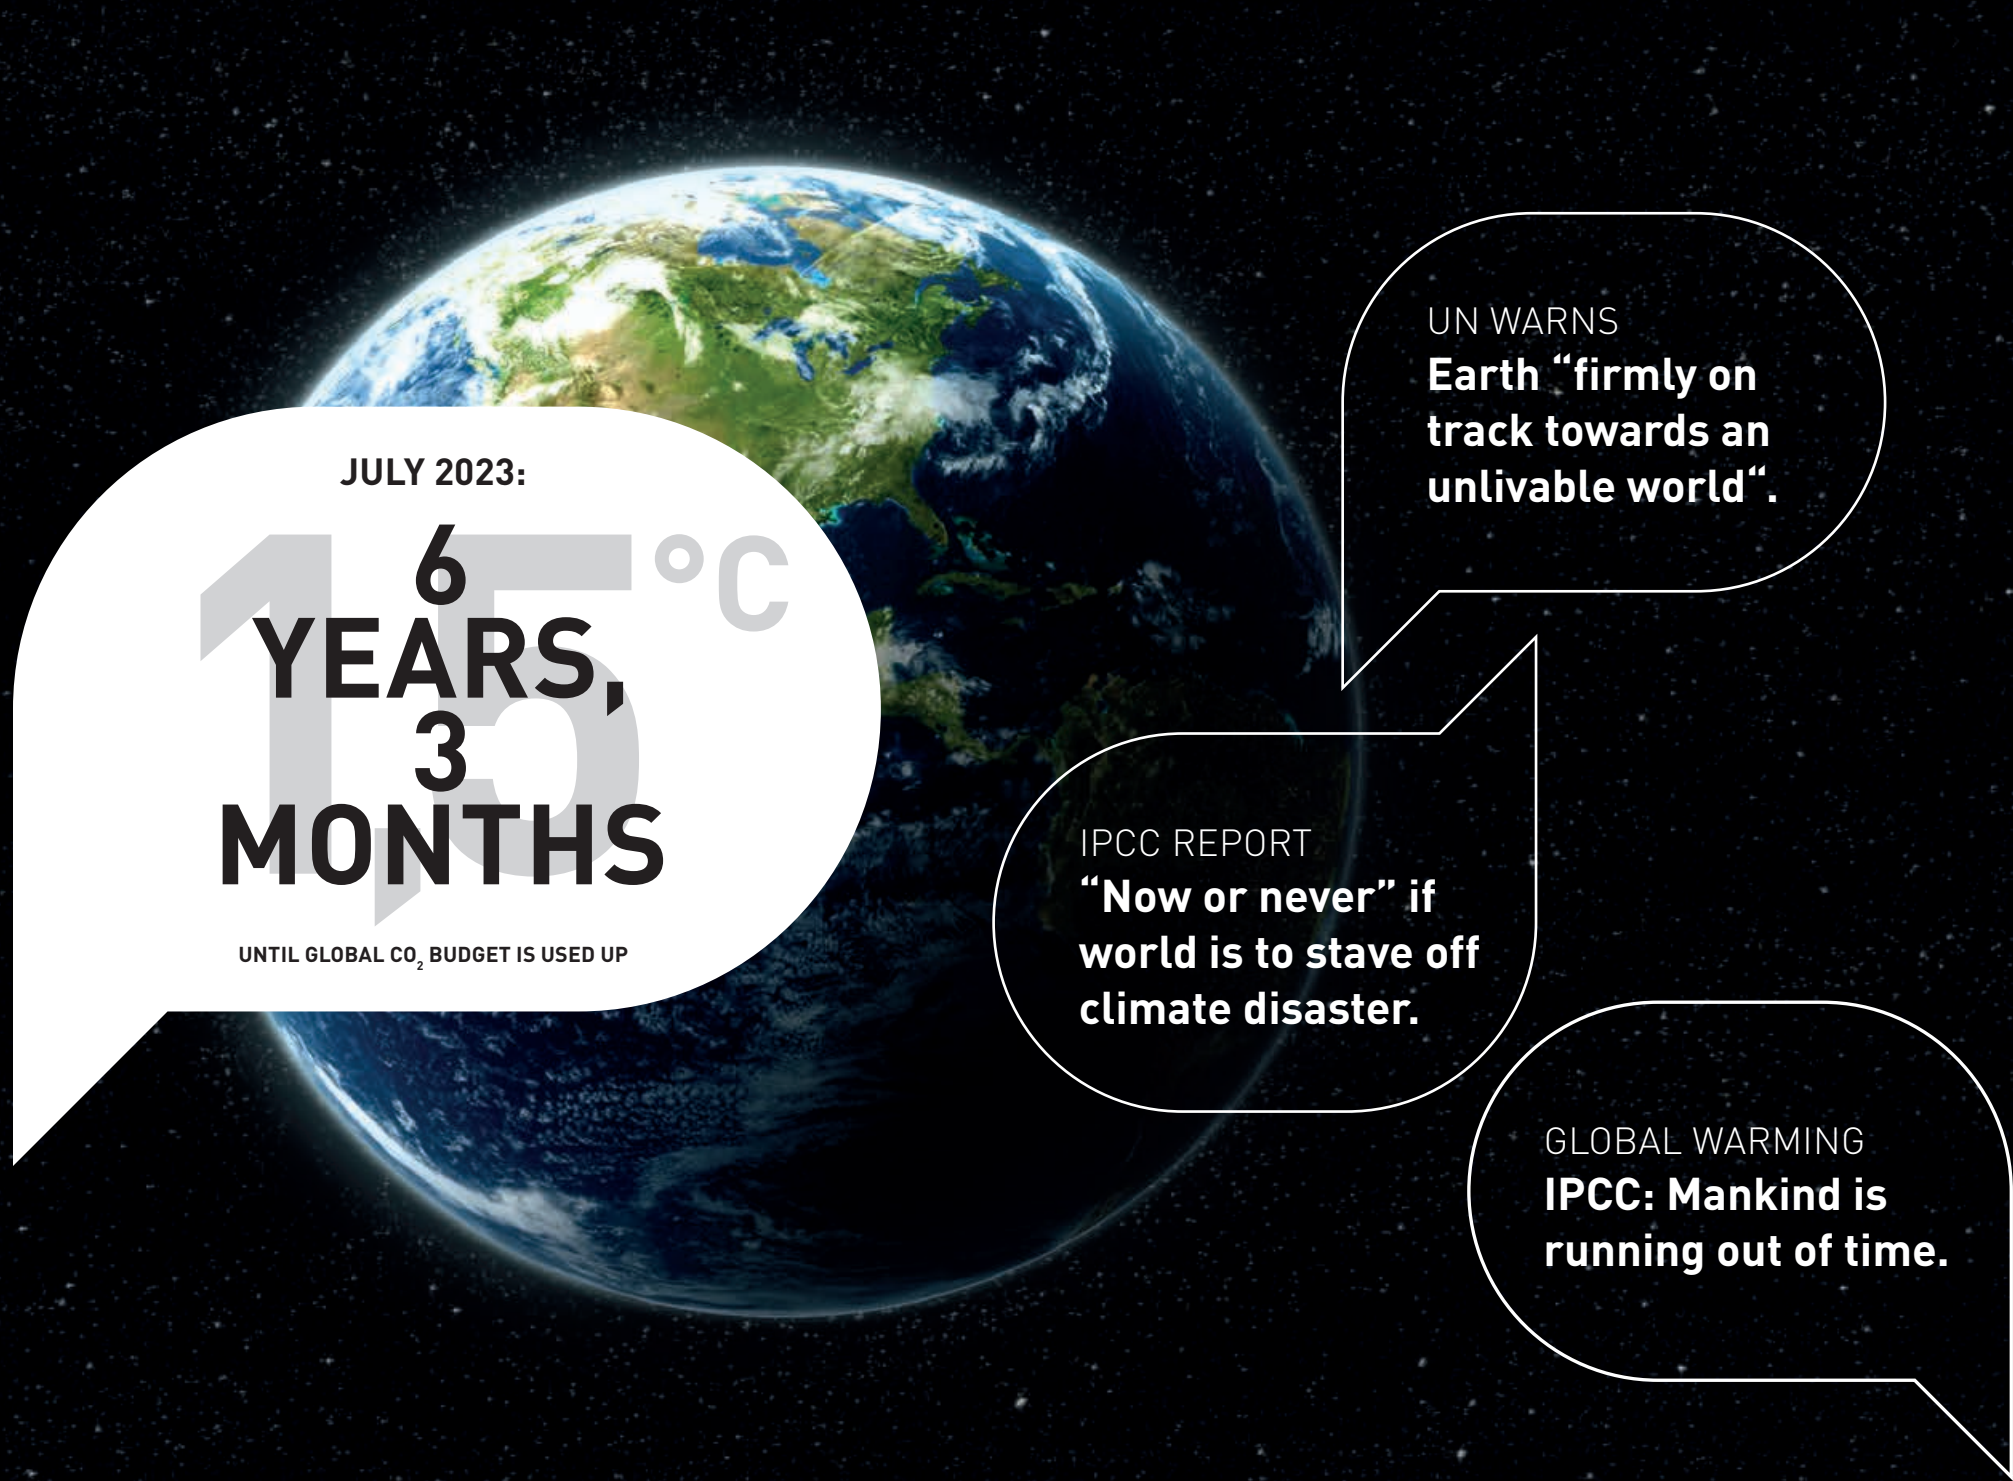 JULY 2023:
1,5 °C
6
YEARS,
3
MONTHS
UNTIL GLOBAL CO₂ BUDGET IS USED UP
UN WARNS
Earth “firmly on
track towards an
unlivable world“.
IPCC REPORT
“Now or never” if
world is to stave off
climate disaster.
GLOBAL WARMING
IPCC: Mankind is
running out of time.